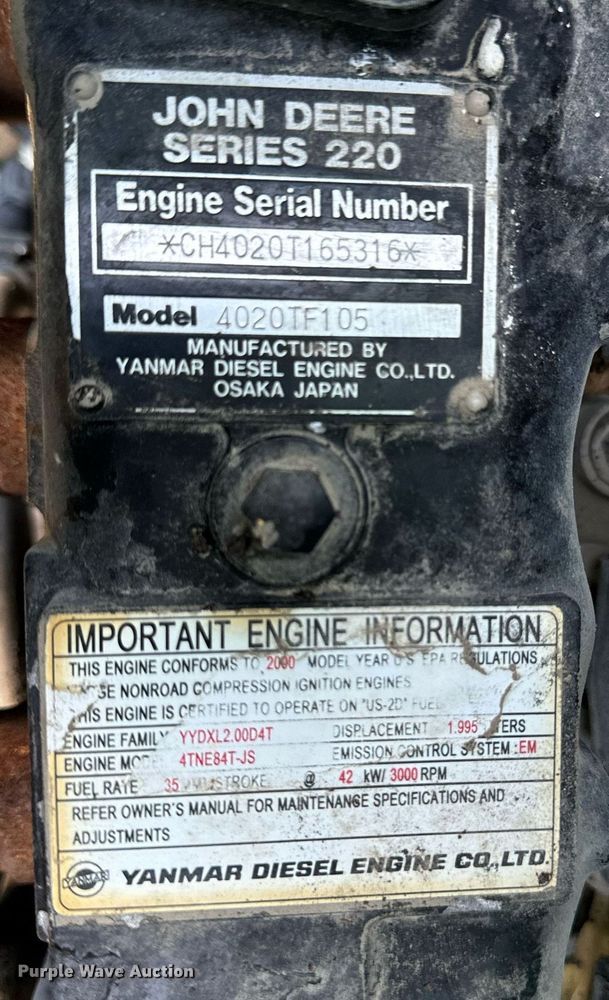 JOHN DEERE
SERIES 220
Engine Serial Number
*CH4020T165316*
Model 4020TF105
MANUFACTURED BY
YANMAR DIESEL ENGINE CO.,LTD.
OSAKA JAPAN
IMPORTANT ENGINE INFORMATION
THIS ENGINE CONFORMS TO 2000 MODEL YEAR U S EPA REGULATIONS
NONROAD COMPRESSION IGNITION ENGINES
THIS ENGINE IS CERTIFIED TO OPERATE ON "US-2D" FUEL
ENGINE FAMILY YYDXL2.00D4T DISPLACEMENT 1.995
ENGINE 4TNE84T-JS EMISSION CONTROL SYSTEM :EM
FUEL RATE 35 STROKE @ 42 kW/ 3000 RPM
REFER OWNER'S MANUAL FOR MAINTENANCE SPECIFICATIONS AND
ADJUSTMENTS
YANMAR YANMAR DIESEL ENGINE CO.,LTD.
Purple Wave Auction